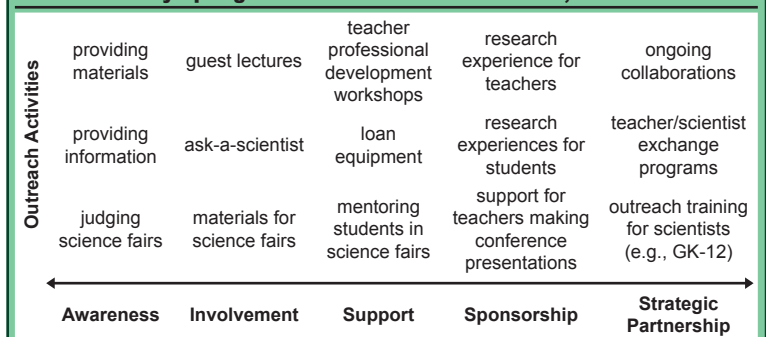 Outreach Activities
providing
materials
guest lectures
teacher
professional
development
workshops
research
experience for
teachers
ongoing
collaborations
providing
information
ask-a-scientist
loan
equipment
research
experiences for
students
teacher/scientist
exchange
programs
judging
science fairs
materials for
science fairs
mentoring
students in
science fairs
support for
teachers making
conference
presentations
outreach training
for scientists
(e.g., GK-12)
Awareness
Involvement
Support
Sponsorship
Strategic
Partnership